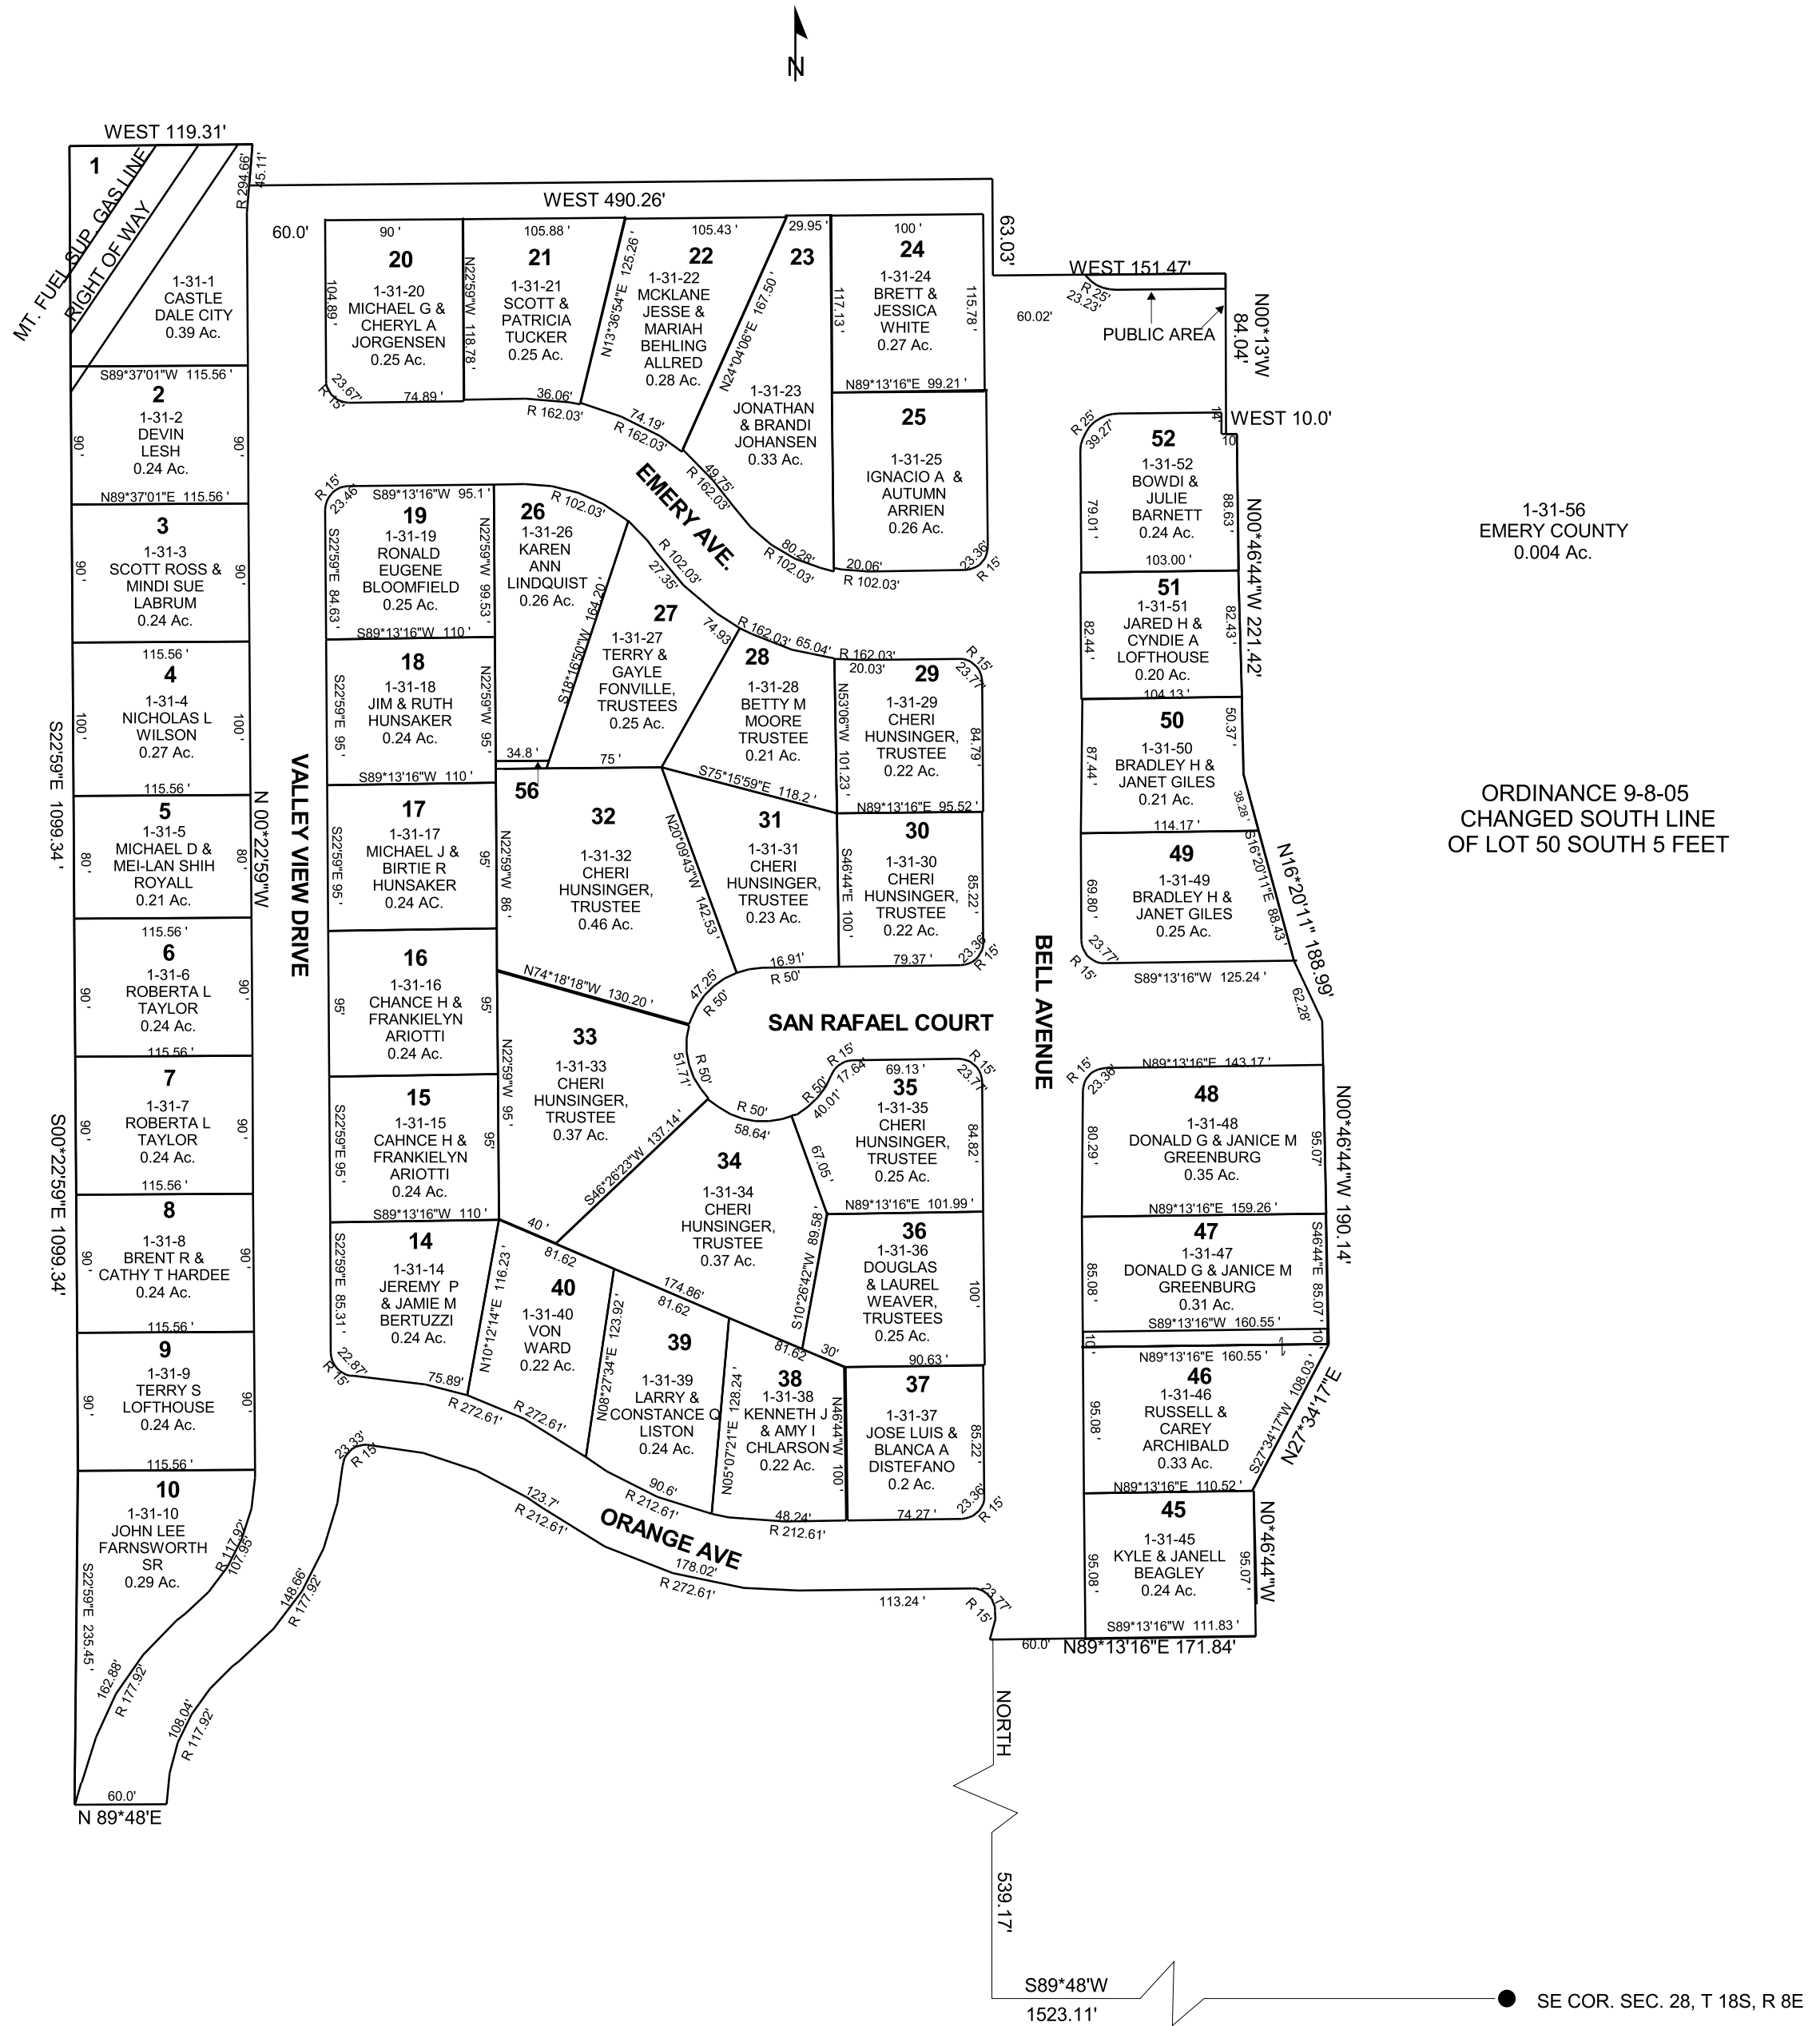 N
WEST 119.31'
1
MT. FUEL SUP. GAS LINE
RIGHT OF WAY
R 294.66'
45.11'
1-31-1
CASTLE
DALE CITY
0.39 Ac.
S89*37'01"W 115.56 '
2
1-31-2
DEVIN
LESH
0.24 Ac.
90'
90'
N89*37'01"E 115.56 '
3
1-31-3
SCOTT ROSS &
MINDI SUE
LABRUM
0.24 Ac.
90'
90'
115.56 '
4
1-31-4
NICHOLAS L
WILSON
0.27 Ac.
100'
100'
115.56 '
5
1-31-5
MICHAEL D &
MEI-LAN SHIH
ROYALL
0.21 Ac.
80'
80'
115.56 '
6
1-31-6
ROBERTA L
TAYLOR
0.24 Ac.
90'
90'
115.56 '
7
1-31-7
ROBERTA L
TAYLOR
0.24 Ac.
90'
90'
115.56 '
8
1-31-8
BRENT R &
CATHY T HARDEE
0.24 Ac.
90'
90'
115.56 '
9
1-31-9
TERRY S
LOFTHOUSE
0.24 Ac.
90'
90'
115.56 '
10
1-31-10
JOHN LEE
FARNSWORTH
SR
0.29 Ac.
S22'59"E 235.45 '
R 117.92'
107.95'
162.88'
R 177.92'
148.66'
R 177.92'
108.04'
R 117.92'
60.0'
N 89*48'E
S22'59"E 1099.34 '
S00*22'59"E 1099.34'
N 00*22'59"W
VALLEY VIEW DRIVE
WEST 490.26'
60.0'
63.03'
20
90 '
1-31-20
MICHAEL G &
CHERYL A
JORGENSEN
0.25 Ac.
104.89'
23.67'
R 15'
74.89 '
N22'59"W 118.78 '
105.88'
21
1-31-21
SCOTT &
PATRICIA
TUCKER
0.25 Ac.
36.06'
R 162.03'
N13*36'54"E 125.26 '
105.43'
22
1-31-22
MCKLANE
JESSE &
MARIAH
BEHLING
ALLRED
0.28 Ac.
74.19'
R 162.03'
N24*04'06"E 167.50 '
29.95 '
23
1-31-23
JONATHAN
& BRANDI
JOHANSEN
0.33 Ac.
49.75'
R 162.03'
80.28'
R 102.03'
117.13 '
100 '
24
1-31-24
BRETT &
JESSICA
WHITE
0.27 Ac.
115.78 '
N89*13'16"E 99.21 '
25
1-31-25
IGNACIO A &
AUTUMN
ARRIEN
0.26 Ac.
20.06'
R 102.03'
23.36'
R 15'
EMERY AVE.
R 15'
23.46'
S89*13'16"W 95.1 '
19
1-31-19
RONALD
EUGENE
BLOOMFIELD
0.25 Ac.
S22'59"E 84.63 '
N22'59"W 99.53 '
S89*13'16"W 110 '
18
1-31-18
JIM & RUTH
HUNSAKER
0.24 Ac.
S22'59"E 95 '
N22'59"W 95 '
S89*13'16"W 110 '
17
1-31-17
MICHAEL J &
BIRTIE R
HUNSAKER
0.24 AC.
S22'59"E 95 '
95'
16
1-31-16
CHANCE H &
FRANKIELYN
ARIOTTI
0.24 Ac.
95'
95'
15
1-31-15
CAHNCE H &
FRANKIELYN
ARIOTTI
0.24 Ac.
S22'59"E 95 '
95'
S89*13'16"W 110 '
14
1-31-14
JEREMY P
& JAMIE M
BERTUZZI
0.24 Ac.
S22'59"E 85.31 '
22.87'
R 15'
75.89'
R 272.61'
N10*12'14"E 116.23 '
26
1-31-26
KAREN
ANN
LINDQUIST
0.26 Ac.
R 102.03'
34.8 '
S18*16'50"W 164.20 '
56
27
1-31-27
TERRY &
GAYLE
FONVILLE,
TRUSTEES
0.25 Ac.
R 102.03'
27.35'
74.93
75 '
28
1-31-28
BETTY M
MOORE
TRUSTEE
0.21 Ac.
R 162.03'
65.04'
S75*15'59"E 118.2 '
N53'06"W 101.23 '
R 162.03'
20.03'
29
1-31-29
CHERI
HUNSINGER,
TRUSTEE
0.22 Ac.
R 15'
23.77'
84.79 '
N89*13'16"E 95.52 '
30
1-31-30
CHERI
HUNSINGER,
TRUSTEE
0.22 Ac.
S46'44"E 100 '
85.22 '
79.37 '
23.36'
R 15'
31
1-31-31
CHERI
HUNSINGER,
TRUSTEE
0.23 Ac.
N20*09'43"W 142.53 '
16.91'
R 50'
32
1-31-32
CHERI
HUNSINGER,
TRUSTEE
0.46 Ac.
N22'59"W 86 '
N74*18'18"W 130.20 '
47.25'
R 50'
SAN RAFAEL COURT
33
1-31-33
CHERI
HUNSINGER,
TRUSTEE
0.37 Ac.
N22'59"W 95 '
51.71'
R 50'
S46*26'23"W 137.14 '
40 '
34
1-31-34
CHERI
HUNSINGER,
TRUSTEE
0.37 Ac.
R 50'
58.64'
67.05'
174.86'
S10*26'42"W 89.58 '
35
1-31-35
CHERI
HUNSINGER,
TRUSTEE
0.25 Ac.
R 50'
40.01'
R 15'
17.64'
69.13 '
R 15'
23.77'
84.82 '
N89*13'16"E 101.99 '
36
1-31-36
DOUGLAS
& LAUREL
WEAVER,
TRUSTEES
0.25 Ac.
100 '
30'
90.63 '
37
1-31-37
JOSE LUIS &
BLANCA A
DISTEFANO
0.2 Ac.
85.22 '
74.27 '
23.36'
R 15'
38
1-31-38
KENNETH J
& AMY I
CHLARSON
0.22 Ac.
81.62
N46'44"W 100 '
48.24'
R 212.61'
39
1-31-39
LARRY &
CONSTANCE Q
LISTON
0.24 Ac.
81.62
N05*07'21"E 128.24 '
90.6'
R 212.61'
40
1-31-40
VON
WARD
0.22 Ac.
81.62
N08*27'34"E 123.92 '
R 272.61'
ORANGE AVE
23.33'
R 15'
123.7'
R 212.61'
178.02'
R 272.61'
113.24 '
23.77'
R 15'
BELL AVENUE
WEST 151.47'
R 25'
23.23'
60.02'
PUBLIC AREA
N00*13'W
84.04'
WEST 10.0'
14'
10'
R 25'
39.27'
52
1-31-52
BOWDI &
JULIE
BARNETT
0.24 Ac.
79.01'
88.63 '
103.00 '
51
1-31-51
JARED H &
CYNDIE A
LOFTHOUSE
0.20 Ac.
82.44 '
82.43 '
104.13 '
50
1-31-50
BRADLEY H &
JANET GILES
0.21 Ac.
87.44 '
50.37 '
38.28 '
114.17 '
49
1-31-49
BRADLEY H &
JANET GILES
0.25 Ac.
69.80 '
S16*20'11"E 88.43 '
23.77'
R 15'
S89*13'16"W 125.24 '
62.28'
N00*46'44"W 221.42'
N16*20'11" 188.99'
R 15'
23.36'
N89*13'16"E 143.17 '
48
1-31-48
DONALD G & JANICE M
GREENBURG
0.35 Ac.
80.29 '
95.07'
N89*13'16"E 159.26 '
47
1-31-47
DONALD G & JANICE M
GREENBURG
0.31 Ac.
85.08 '
S46'44"E 85.07 '
S89*13'16"W 160.55 '
10'
10'
N89*13'16"E 160.55 '
46
1-31-46
RUSSELL &
CAREY
ARCHIBALD
0.33 Ac.
95.08 '
S27*34'17"W 108.03 '
N27*34'17"E
N89*13'16"E 110.52 '
45
1-31-45
KYLE & JANELL
BEAGLEY
0.24 Ac.
95.08 '
95.07 '
N0*46'44"W
S89*13'16"W 111.83 '
60.0'
N89*13'16"E 171.84'
N00*46'44"W 190.14'
1-31-56
EMERY COUNTY
0.004 Ac.
ORDINANCE 9-8-05
CHANGED SOUTH LINE
OF LOT 50 SOUTH 5 FEET
NORTH
539.17'
S89*48'W
1523.11'
SE COR. SEC. 28, T 18S, R 8E